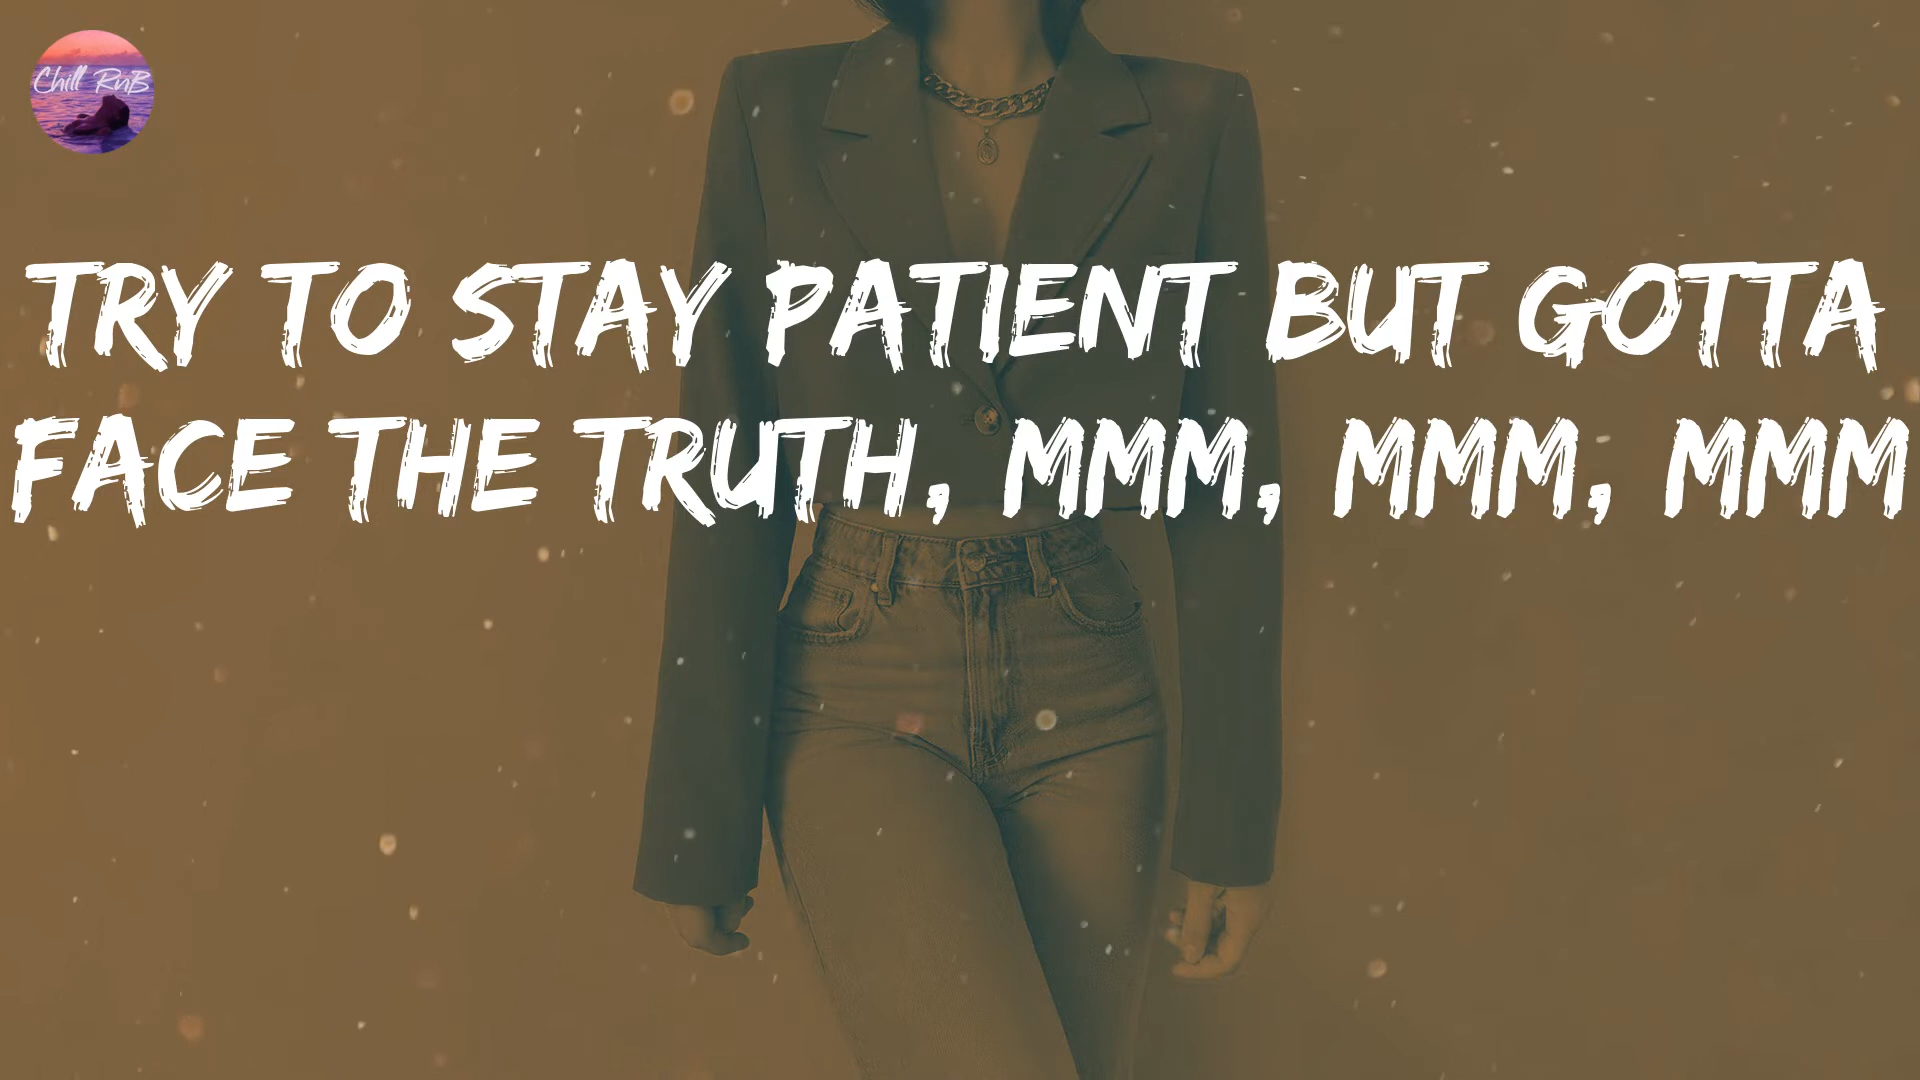 Chill RnB
TRY TO STAY PATIENT BUT GOTTA
FACE THE TRUTH, MMM, MMM, MMM